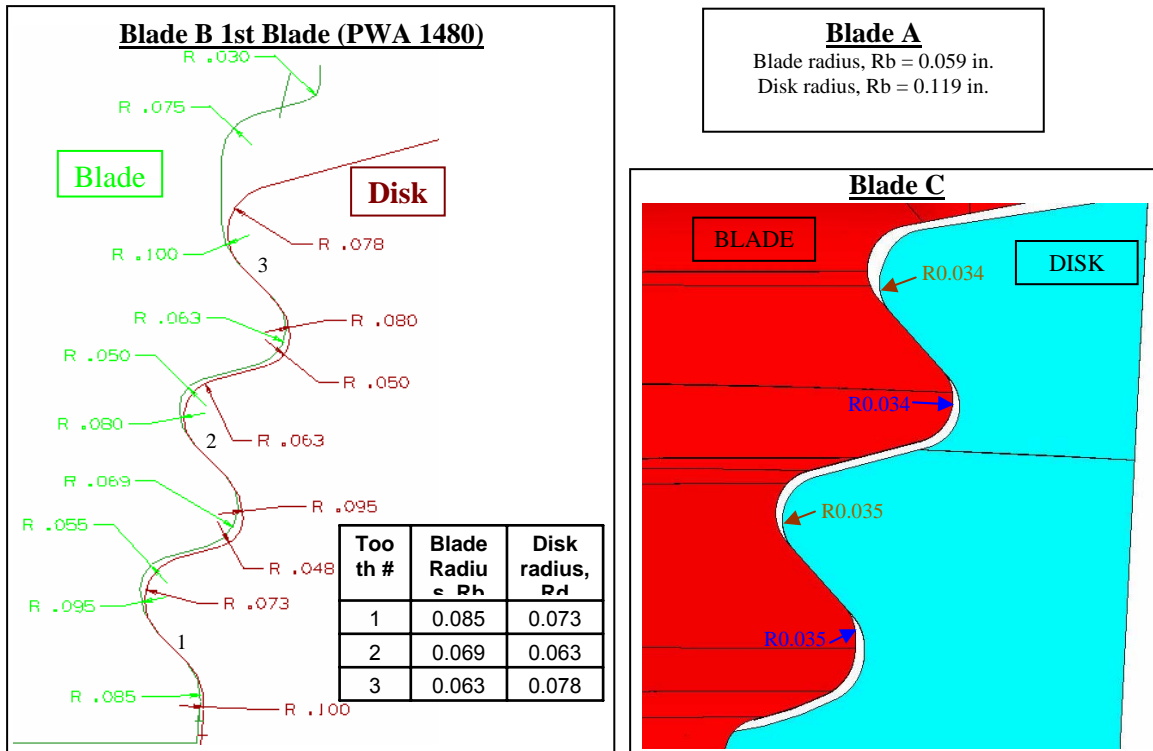 Blade B 1st Blade (PWA 1480)
R .030
R .075
Blade
Disk
R .078
R .100
3
R .063
R .080
R .050
R .050
R .080
2
R .063
R .069
R .095
R .055
R .048
R .073
R .095
1
R .085
R .100
Too
th #
Blade
Radiu
s, Rb
Disk
radius,
Rd
1 0.085 0.073
2 0.069 0.063
3 0.063 0.078
Blade A
Blade radius, Rb = 0.059 in.
Disk radius, Rb = 0.119 in.
Blade C
BLADE
DISK
R0.034
R0.034
R0.035
R0.035